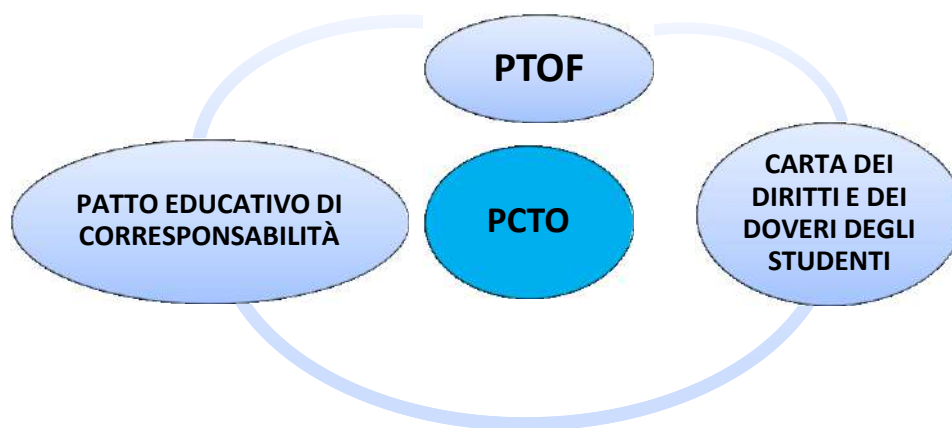 PTOF
PATTO EDUCATIVO DI
CORRESPONSABILITÀ
PCTO
CARTA DEI
DIRITTI E DEI
DOVERI DEGLI
STUDENTI